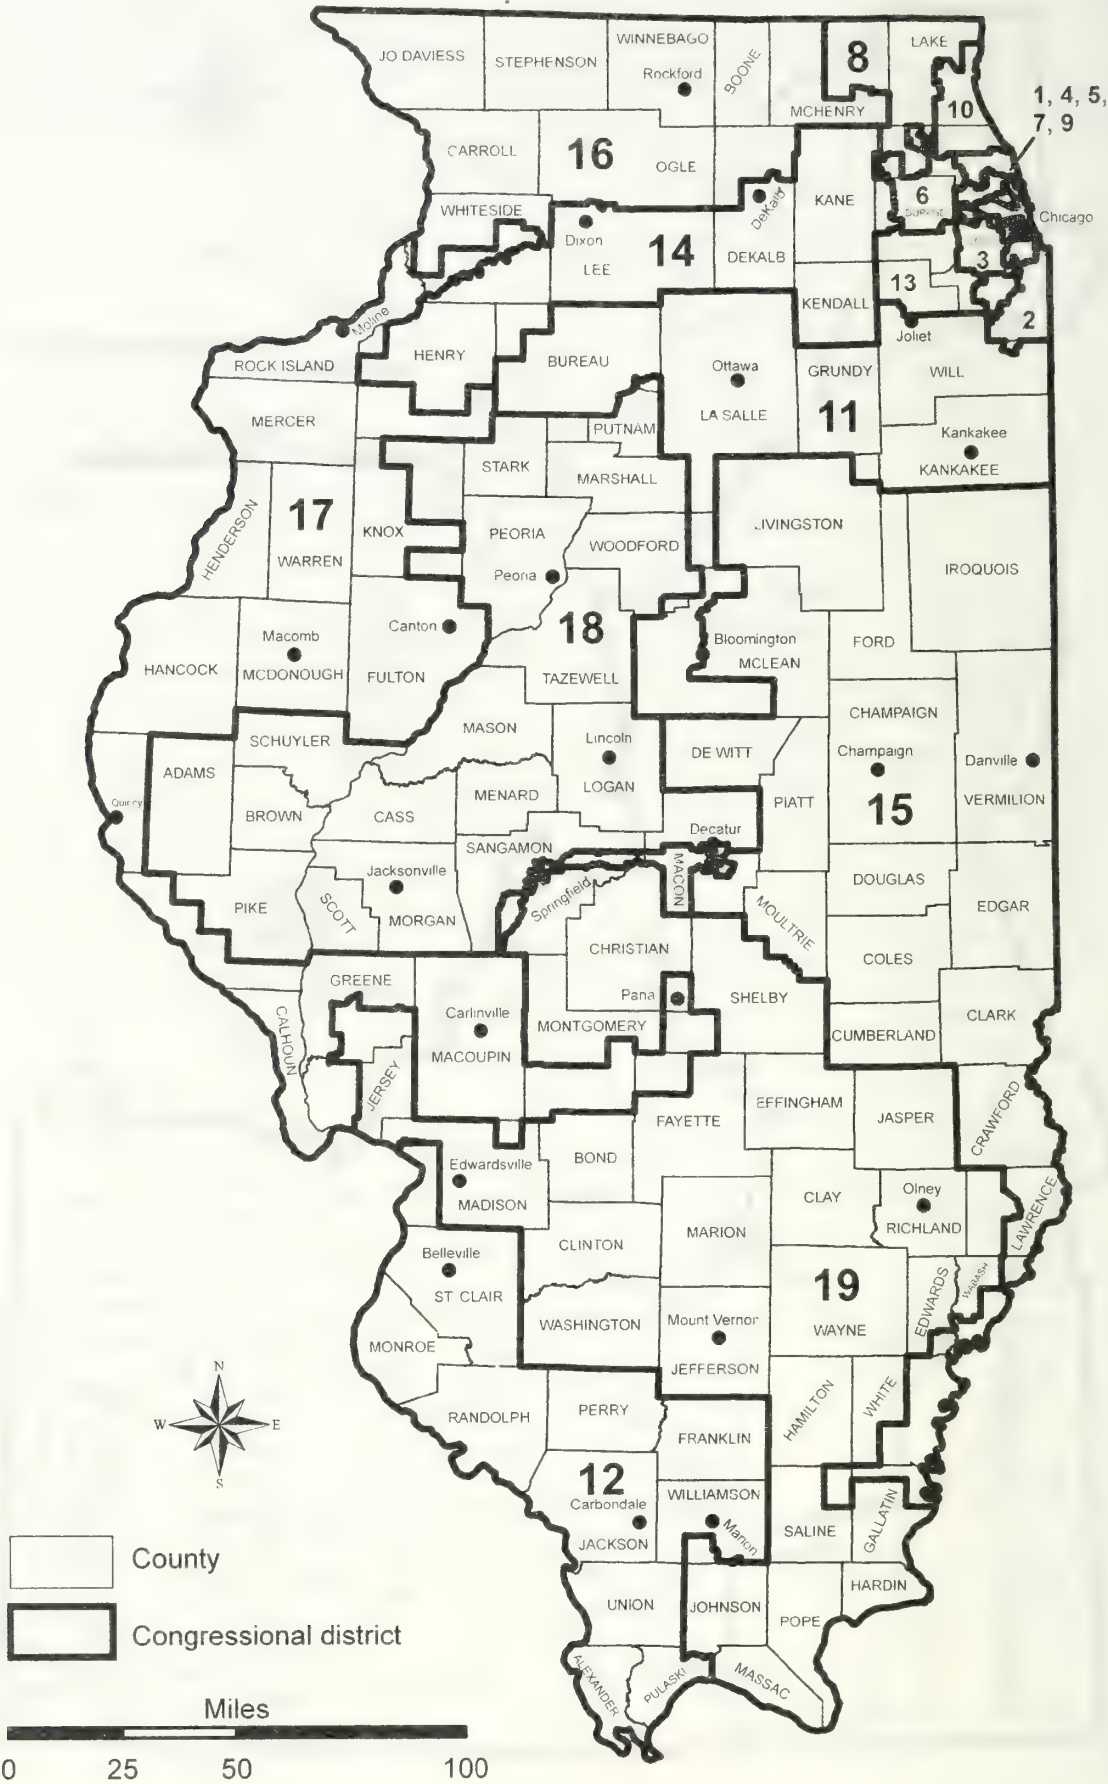 JO DAVIESS
STEPHENSON
WINNEBAGO
Rockford
BOONE
8
MCHENRY
LAKE
10
1, 4, 5,
7, 9
CARROLL
16
OGLE
WHITESIDE
Dixon
LEE
14
DeKalb
DEKALB
KANE
6
Chicago
3
13
2
KENDALL
Joliet
Moline
ROCK ISLAND
HENRY
BUREAU
Ottawa
LA SALLE
GRUNDY
11
WILL
MERCER
PUTNAM
Kankakee
KANKAKEE
STARK
MARSHALL
HENDERSON
17
WARREN
KNOX
PEORIA
Peoria
WOODFORD
LIVINGSTON
IROQUOIS
HANCOCK
Macomb
MCDONOUGH
Canton
FULTON
18
TAZEWELL
Bloomington
MCLEAN
FORD
SCHUYLER
MASON
Lincoln
LOGAN
DE WITT
CHAMPAIGN
Champaign
15
Danville
VERMILION
ADAMS
Quincy
BROWN
CASS
MENARD
PIATT
Decatur
MACON
SANGAMON
Springfield
Jacksonville
MORGAN
SCOTT
PIKE
MOULTRIE
DOUGLAS
EDGAR
COLES
CHRISTIAN
Pana
SHELBY
GREENE
CALHOUN
JERSEY
Carlinville
MACOUPIN
MONTGOMERY
CUMBERLAND
CLARK
FAYETTE
EFFINGHAM
JASPER
CRAWFORD
Edwardsville
MADISON
BOND
CLAY
Olney
RICHLAND
LAWRENCE
MARION
CLINTON
Belleville
ST CLAIR
MONROE
WASHINGTON
Mount Vernon
JEFFERSON
19
WAYNE
EDWARDS
WABASH
RANDOLPH
PERRY
FRANKLIN
HAMILTON
WHITE
12
Carbondale
JACKSON
WILLIAMSON
Marion
SALINE
GALLATIN
UNION
JOHNSON
POPE
HARDIN
ALEXANDER
PULASKI
MASSAC
N
W
E
S
County
Congressional district
Miles
0 25 50 100